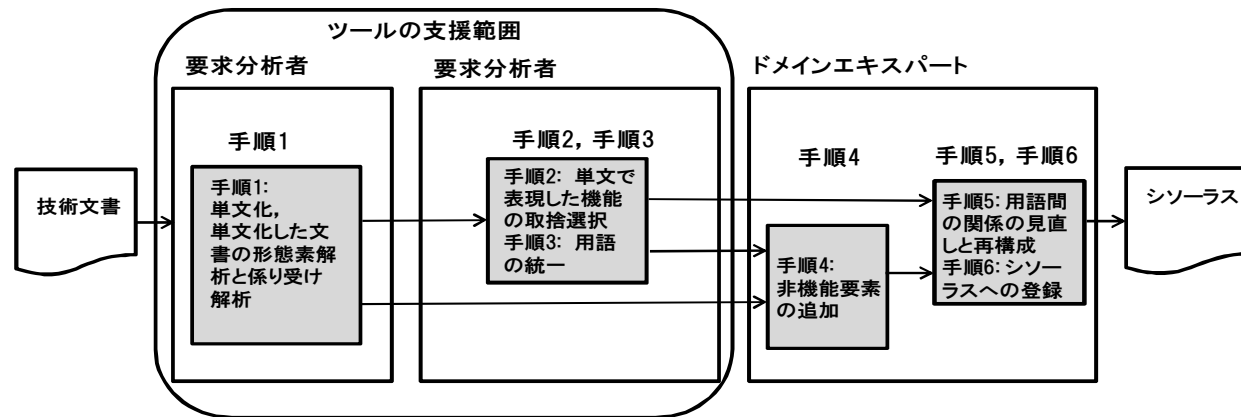 ツールの支援範囲
要求分析者
要求分析者
ドメインエキスパート
手順1
手順2，手順3
手順4
手順5，手順6
技術文書
手順1：
単文化，
単文化した文
書の形態素解
析と係り受け
解析
手順2： 単文で
表現した機能
の取捨選択
手順3： 用語
の統一
手順4：
非機能要素
の追加
手順5：用語間
の関係の見直
しと再構成
手順6：シソー
ラスへの登録
シソーラス